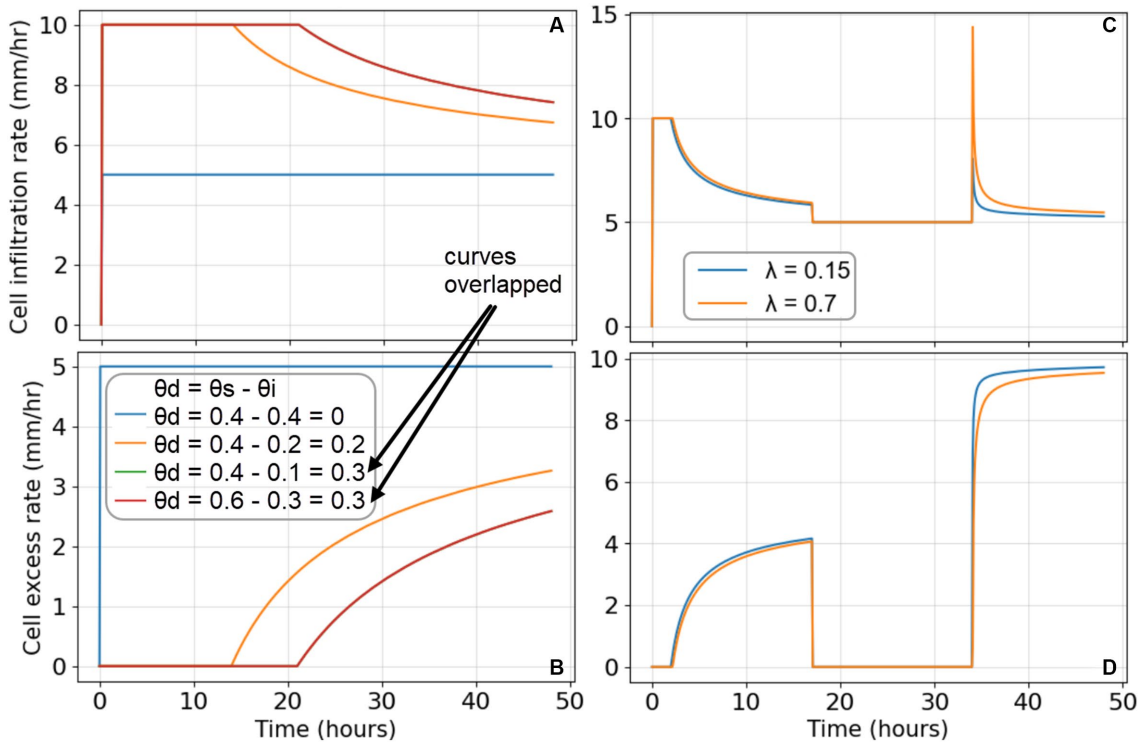 Cell infiltration rate (mm/hr)
10
8
6
4
2
0
A
curves
overlapped
Cell excess rate (mm/hr)
5
4
3
2
1
0
θd = θs - θi
θd = 0.4 - 0.4 = 0
θd = 0.4 - 0.2 = 0.2
θd = 0.4 - 0.1 = 0.3
θd = 0.6 - 0.3 = 0.3
B
0 10 20 30 40 50
Time (hours)
15
10
5
0
C
λ = 0.15
λ = 0.7
10
8
6
4
2
0
D
0 10 20 30 40 50
Time (hours)